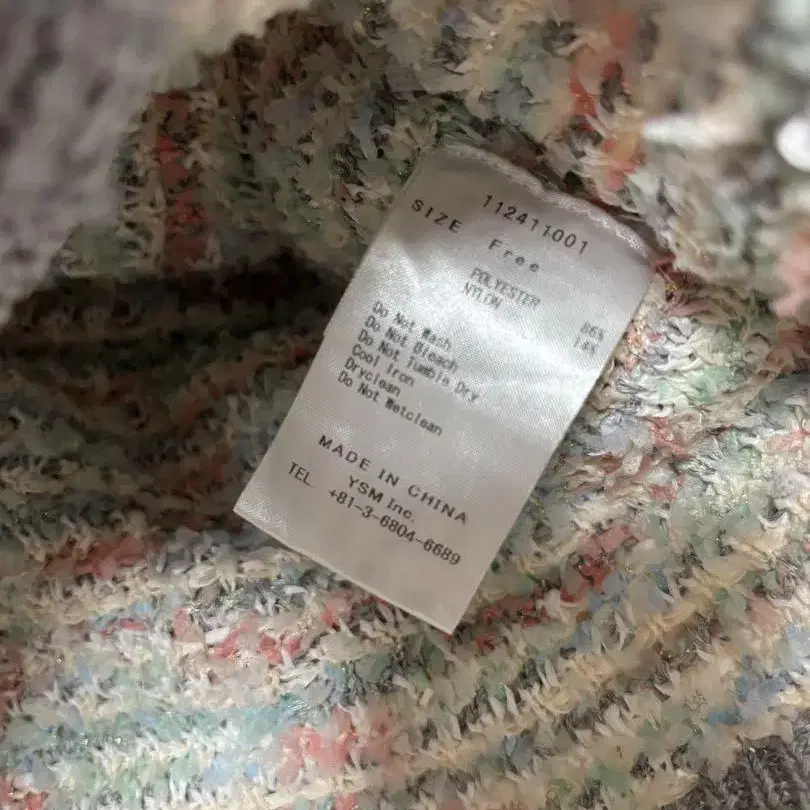 112411001
SIZE Free
POLYESTER 86%
NYLON 14%
Do Not Wash
Do Not Bleach
Do Not Tumble Dry
Cool Iron
Dryclean
Do Not Wetclean
MADE IN CHINA
YSM Inc.
TEL +81-3-6804-6689